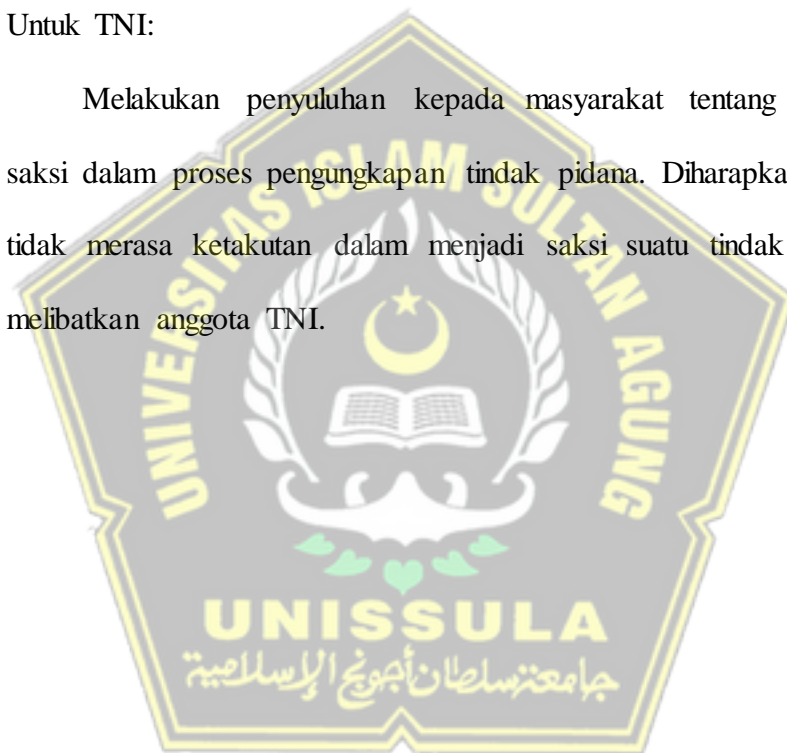 Untuk TNI:
Melakukan penyuluhan kepada masyarakat tentang
saksi dalam proses pengungkapan tindak pidana. Diharapka
tidak merasa ketakutan dalam menjadi saksi suatu tindak
melibatkan anggota TNI.
UNIVERSITAS ISLAM SULTAN AGUNG
UNISSULA
جامعة سلطان أجونج الإسلامية